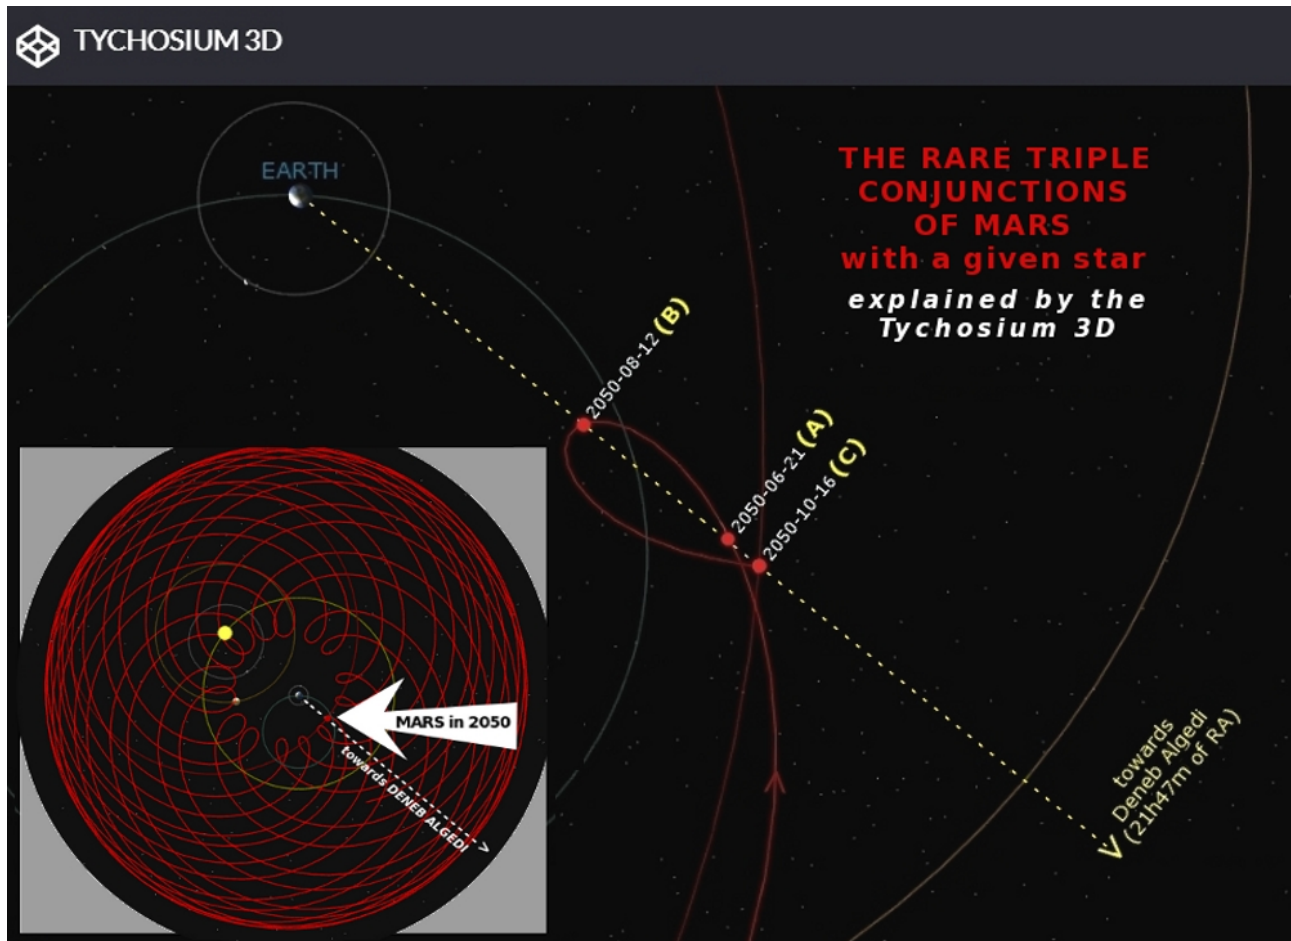 TYCHOSIUM 3D
EARTH
THE RARE TRIPLE
CONJUNCTIONS
OF MARS
with a given star
explained by the
Tychosium 3D
2050-08-12 (B)
2050-06-21 (A)
2050-10-16 (C)
MARS in 2050
towards DENEB ALGEDI
towards
Deneb Algedi
(21h47m of RA)